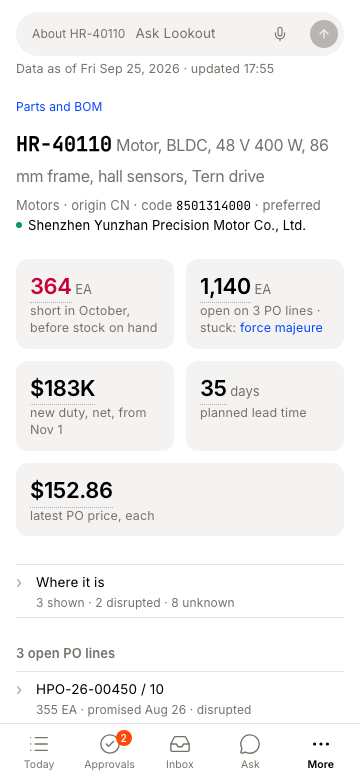 About HR-40110 Ask Lookout
Data as of Fri Sep 25, 2026 · updated 17:55
Parts and BOM
HR-40110 Motor, BLDC, 48 V 400 W, 86
mm frame, hall sensors, Tern drive
Motors · origin CN · code 8501314000 · preferred
Shenzhen Yunzhan Precision Motor Co., Ltd.
364 EA
short in October,
before stock on hand
1,140 EA
open on 3 PO lines ·
stuck: force majeure
$183K
new duty, net, from
Nov 1
35 days
planned lead time
$152.86
latest PO price, each
Where it is
3 shown · 2 disrupted · 8 unknown
3 open PO lines
HPO-26-00450 / 10
355 EA · promised Aug 26 · disrupted
2
Today
Approvals
Inbox
Ask
More